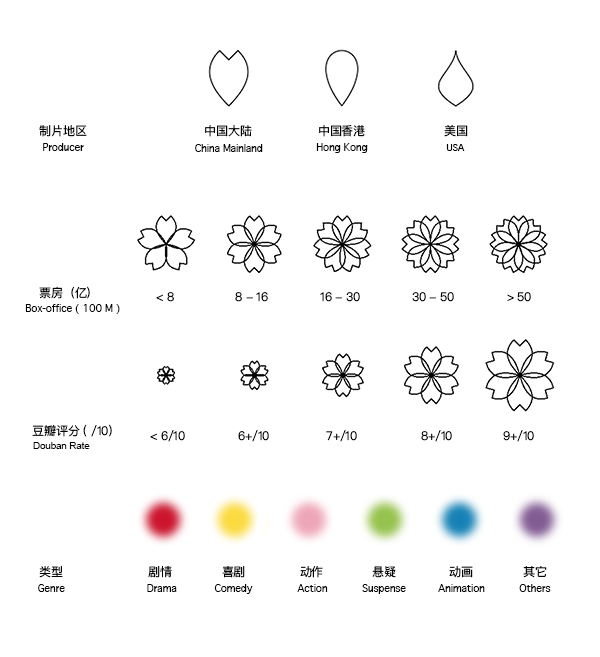 制片地区 中国大陆 中国香港 美国
Producer China Mainland Hong Kong USA
票房（亿） < 8 8 – 16 16 – 30 30 – 50 > 50
Box-office ( 100 M )
豆瓣评分 ( /10) < 6/10 6+/10 7+/10 8+/10 9+/10
Douban Rate
类型 剧情 喜剧 动作 悬疑 动画 其它
Genre Drama Comedy Action Suspense Animation Others